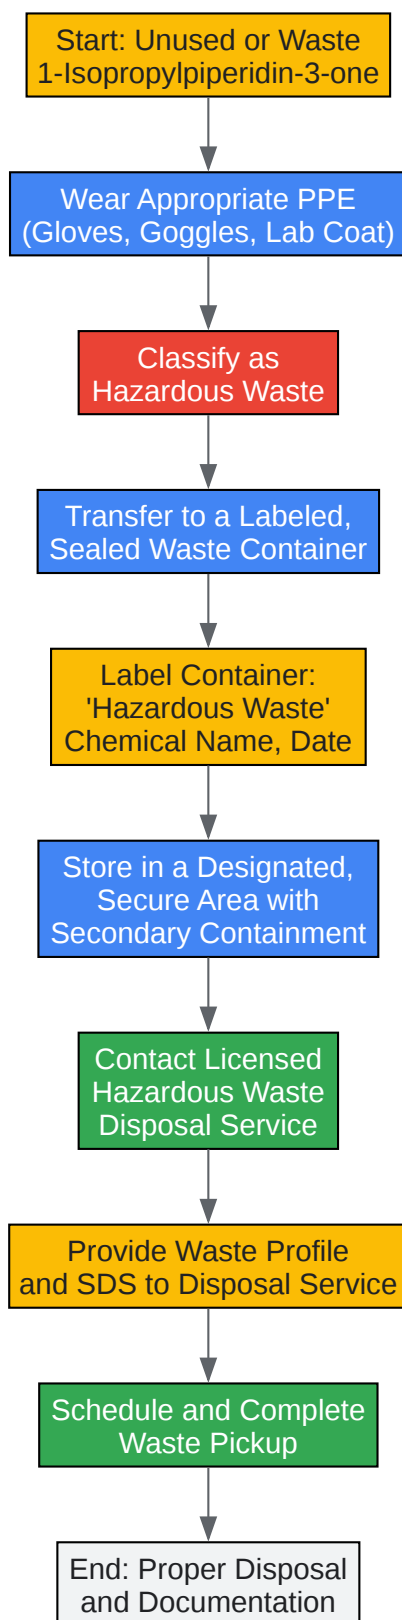 Start: Unused or Waste
1-Isopropylpiperidin-3-one
Wear Appropriate PPE
(Gloves, Goggles, Lab Coat)
Classify as
Hazardous Waste
Transfer to a Labeled,
Sealed Waste Container
Label Container:
'Hazardous Waste'
Chemical Name, Date
Store in a Designated,
Secure Area with
Secondary Containment
Contact Licensed
Hazardous Waste
Disposal Service
Provide Waste Profile
and SDS to Disposal Service
Schedule and Complete
Waste Pickup
End: Proper Disposal
and Documentation